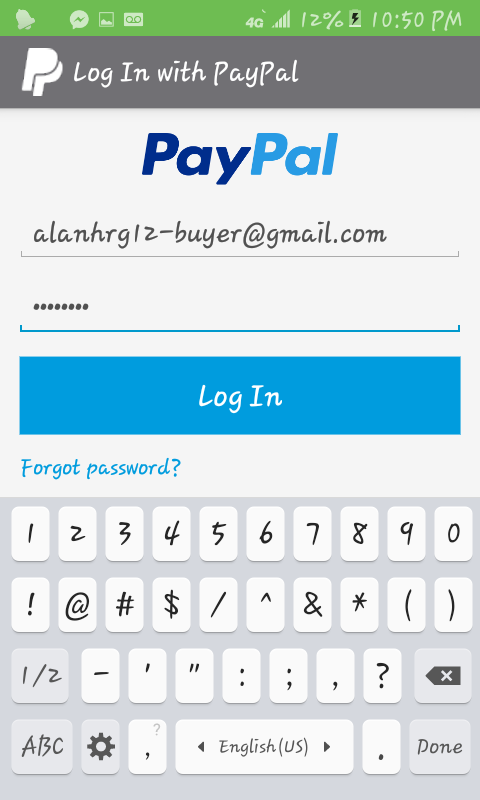 4G 12% 10:50 PM
Log In with PayPal
PayPal
alanhrg12-buyer@gmail.com
••••••••
Log In
Forgot password?
1 2 3 4 5 6 7 8 9 0
! @ # $ / ^ & * ( )
1/2 - ' " : ; , ?
ABC , ? English(US) . Done